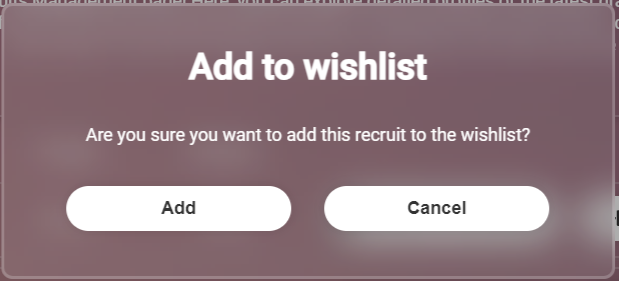 Add to wishlist
Are you sure you want to add this recruit to the wishlist?
Add
Cancel